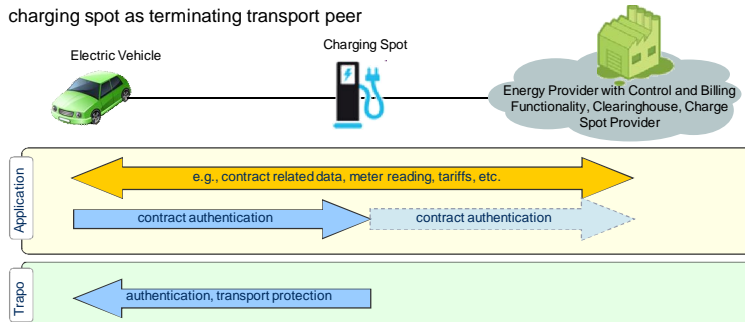 charging spot as terminating transport peer
Electric Vehicle
Charging Spot
Energy Provider with Control and Billing
Functionality, Clearinghouse, Charge
Spot Provider
Application
e.g., contract related data, meter reading, tariffs, etc.
contract authentication
contract authentication
Trapo
authentication, transport protection